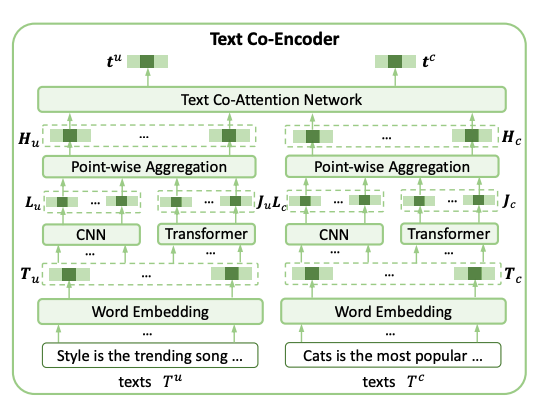 Text Co-Encoder
t^u t^c
Text Co-Attention Network
H_u ... ... H_c
Point-wise Aggregation Point-wise Aggregation
L_u ... ... J_u L_c ... ... J_c
CNN Transformer CNN Transformer
... ... ... ...
T_u ... ... T_c
Word Embedding Word Embedding
... ...
Style is the trending song ... Cats is the most popular ...
texts T^u texts T^c